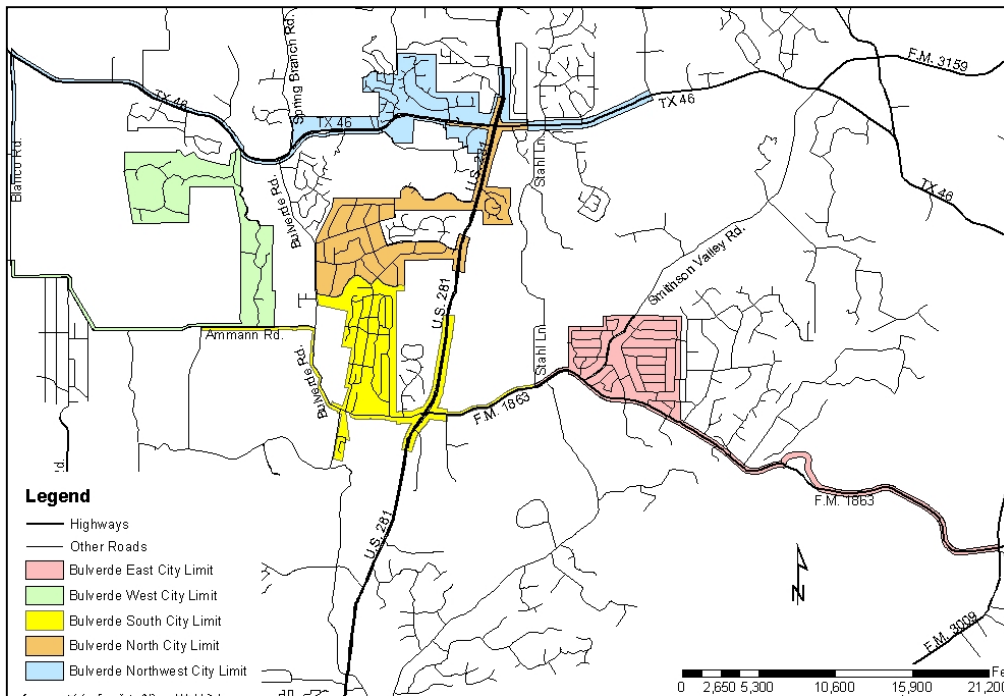 F.M. 3159
TX 46
Spring Branch Rd.
TX 46
TX 46
Blanco Rd.
U.S. 281
Stahl Ln
TX 46
Bulverde Rd.
Smithson Valley Rd.
U.S. 281
Ammann Rd.
Stahl Ln
Bulverde Rd.
F.M. 1863
F.M. 1863
U.S. 281
Legend
Highways
Other Roads
Bulverde East City Limit
Bulverde West City Limit
Bulverde South City Limit
Bulverde North City Limit
Bulverde Northwest City Limit
N
F.M. 3009
0 2,650 5,300 10,600 15,900 21,200